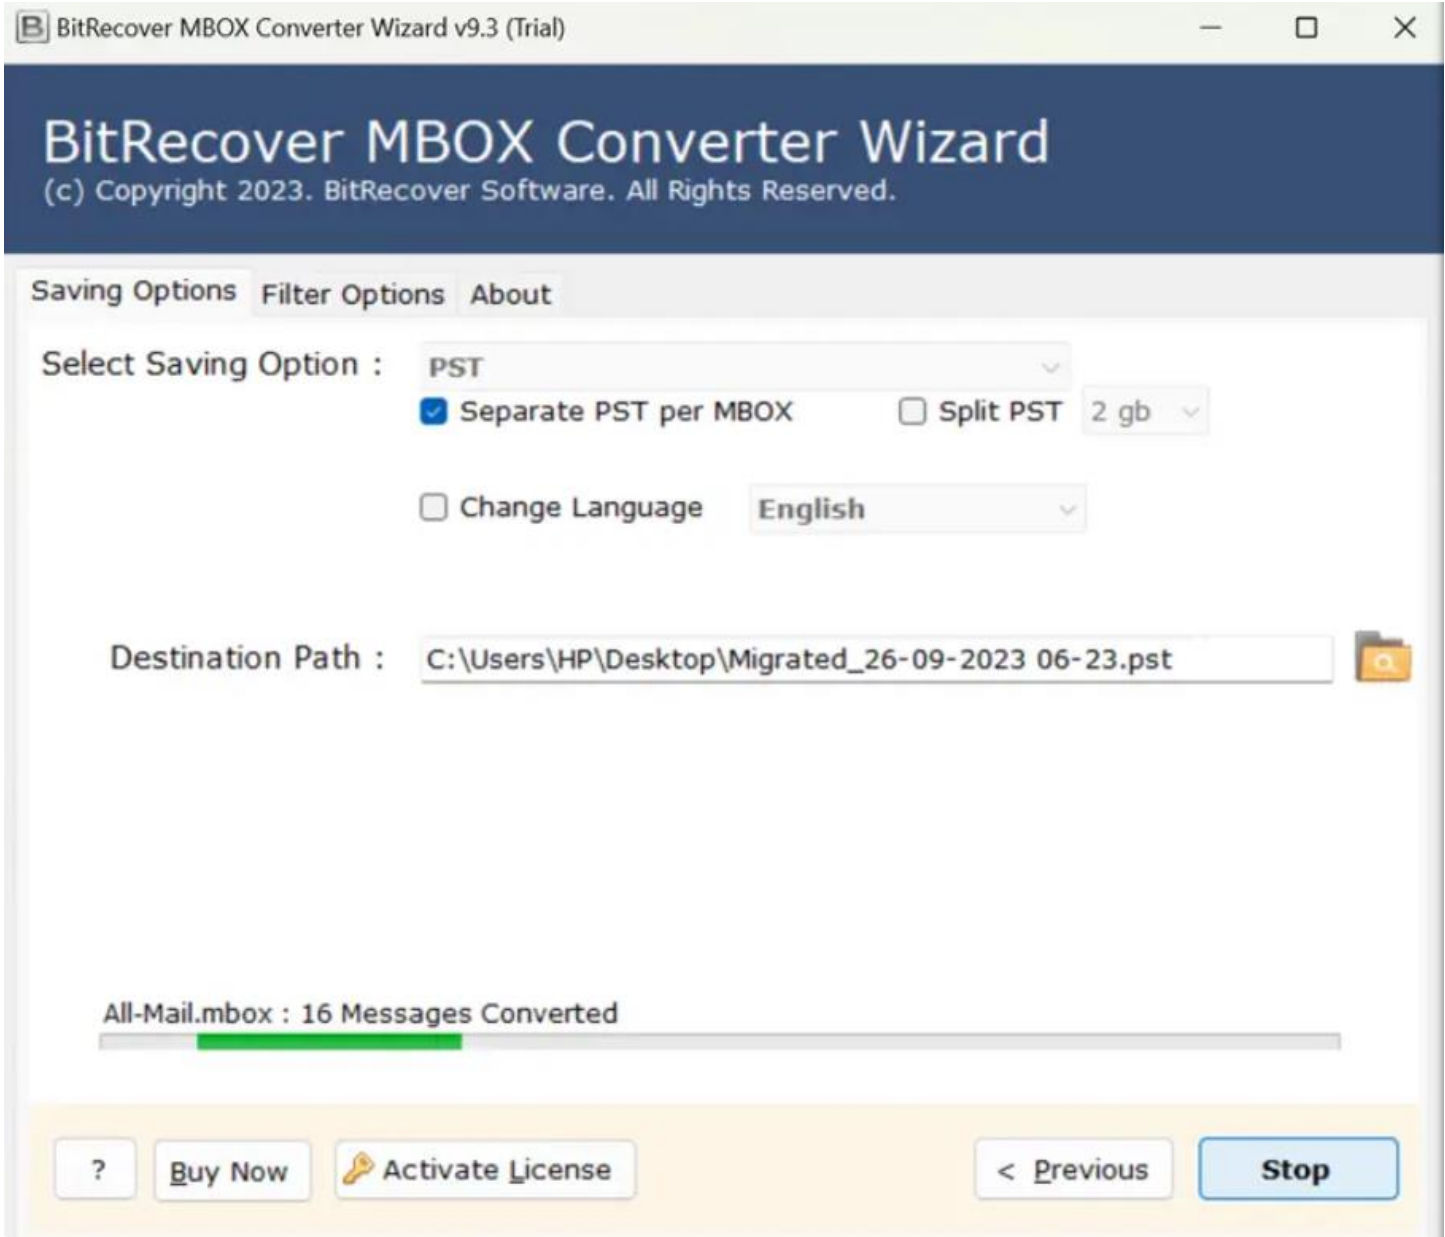 BitRecover MBOX Converter Wizard v9.3 (Trial)
BitRecover MBOX Converter Wizard
(c) Copyright 2023. BitRecover Software. All Rights Reserved.
Saving Options Filter Options About
Select Saving Option : PST
Separate PST per MBOX Split PST 2 gb
Change Language English
Destination Path : C:\Users\HP\Desktop\Migrated_26-09-2023 06-23.pst
All-Mail.mbox : 16 Messages Converted
? Buy Now Activate License < Previous Stop